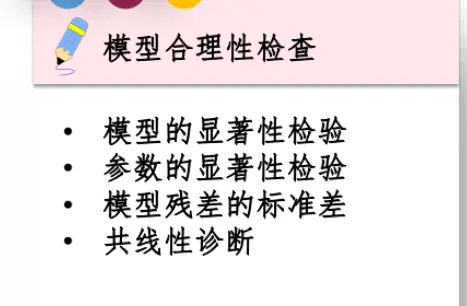 模型合理性检查
• 模型的显著性检验
• 参数的显著性检验
• 模型残差的标准差
• 共线性诊断